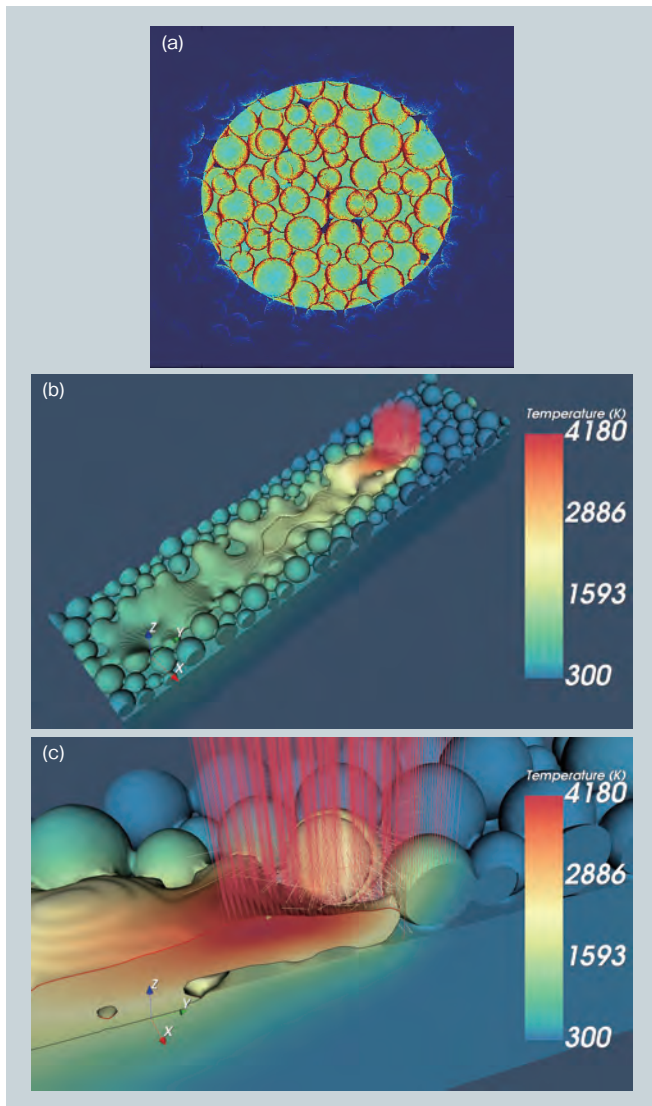 (a)
(b)
Temperature (K)
4180
2886
1593
300
Z
Y
X
(c)
Temperature (K)
4180
2886
1593
300
Z
Y
X